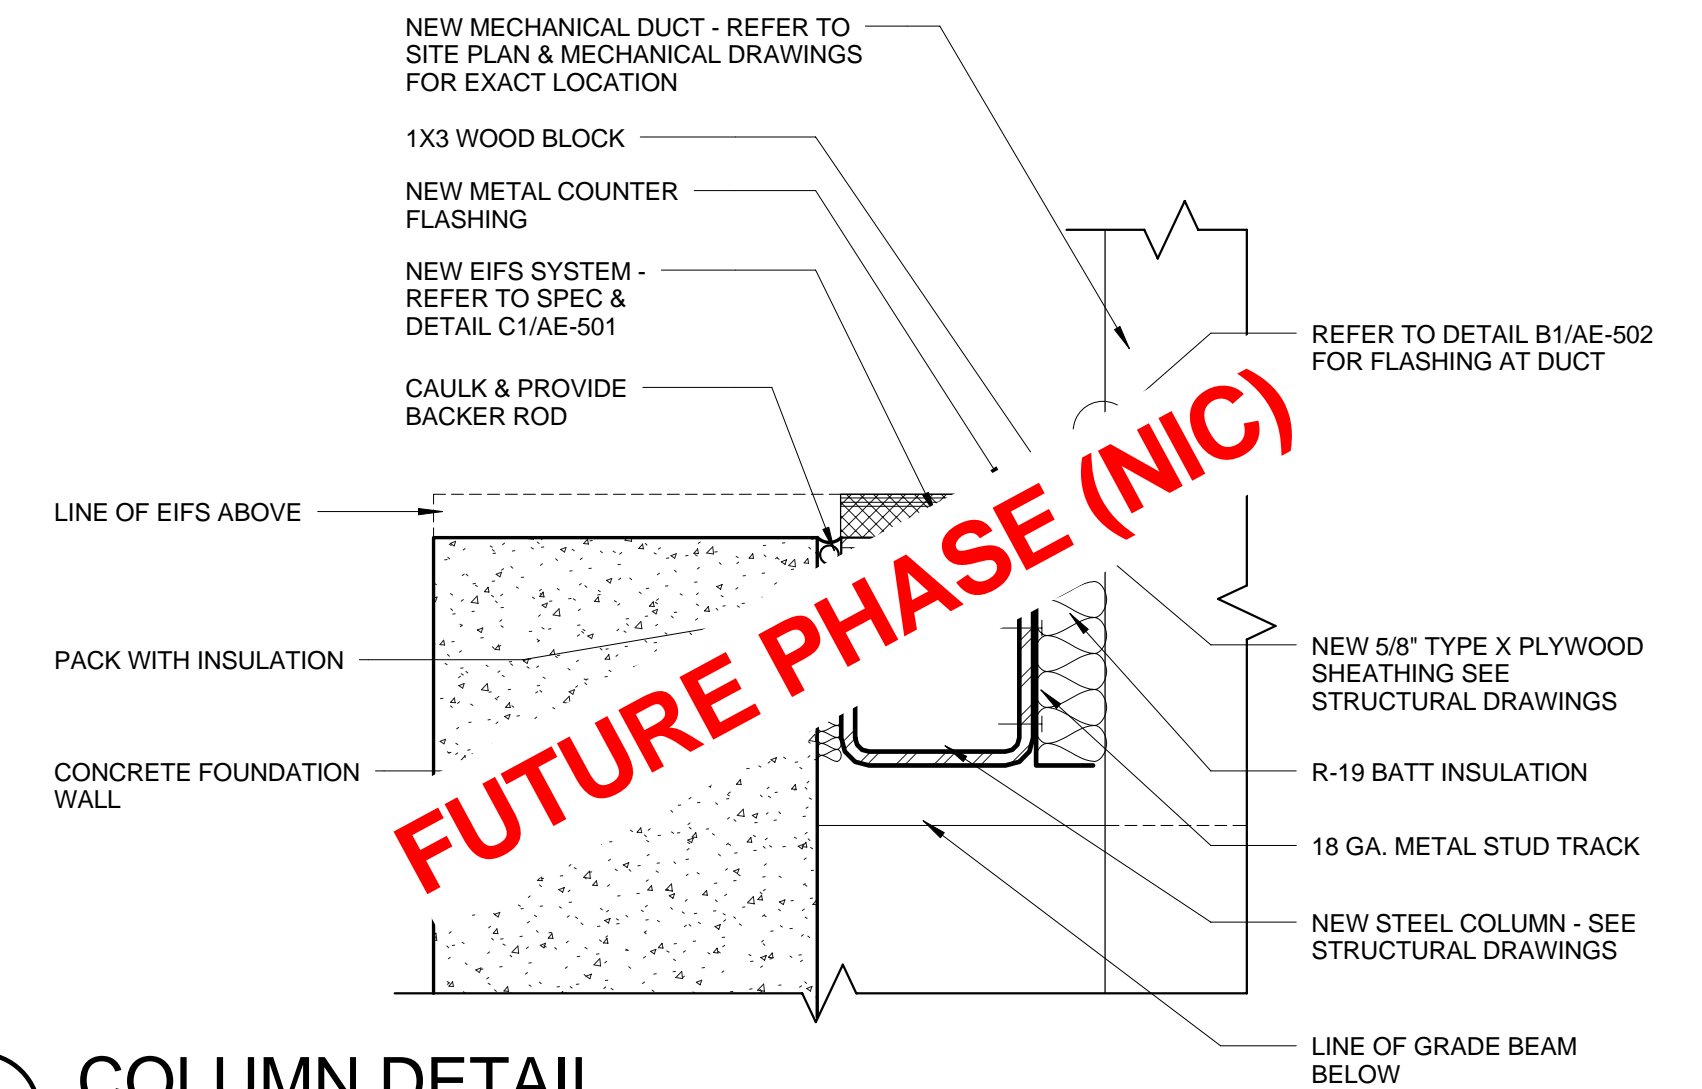 NEW MECHANICAL DUCT - REFER TO
SITE PLAN & MECHANICAL DRAWINGS
FOR EXACT LOCATION
1X3 WOOD BLOCK
NEW METAL COUNTER
FLASHING
NEW EIFS SYSTEM -
REFER TO SPEC &
DETAIL C1/AE-501
CAULK & PROVIDE
BACKER ROD
LINE OF EIFS ABOVE
PACK WITH INSULATION
CONCRETE FOUNDATION
WALL
FUTURE PHASE (NIC)
REFER TO DETAIL B1/AE-502
FOR FLASHING AT DUCT
NEW 5/8" TYPE X PLYWOOD
SHEATHING SEE
STRUCTURAL DRAWINGS
R-19 BATT INSULATION
18 GA. METAL STUD TRACK
NEW STEEL COLUMN - SEE
STRUCTURAL DRAWINGS
LINE OF GRADE BEAM
BELOW
COLUMN DETAIL